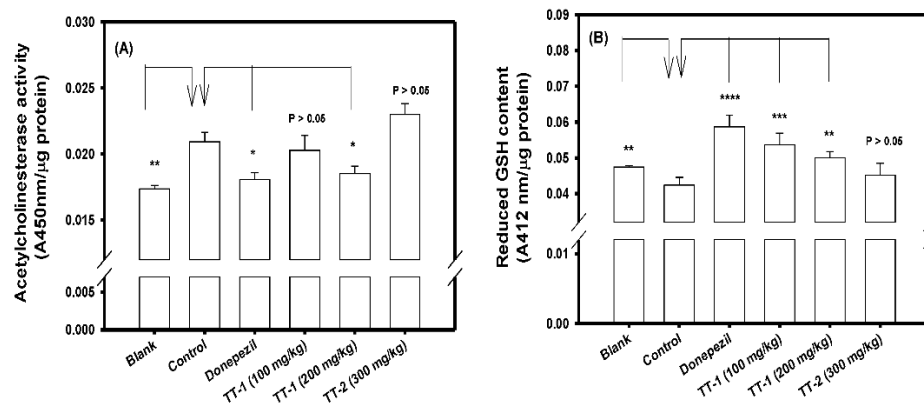 (A)
Acetylcholinesterase activity
(A450nm/µg protein)
0.030
0.025
0.020
0.015
0.005
0.000
**
*
P > 0.05
*
P > 0.05
Blank
Control
Donepezil
TT-1 (100 mg/kg)
TT-1 (200 mg/kg)
TT-2 (300 mg/kg)
(B)
Reduced GSH content
(A412 nm/µg protein)
0.09
0.08
0.07
0.06
0.05
0.04
0.01
0.00
**
****
***
**
P > 0.05
Blank
Control
Donepezil
TT-1 (100 mg/kg)
TT-1 (200 mg/kg)
TT-2 (300 mg/kg)